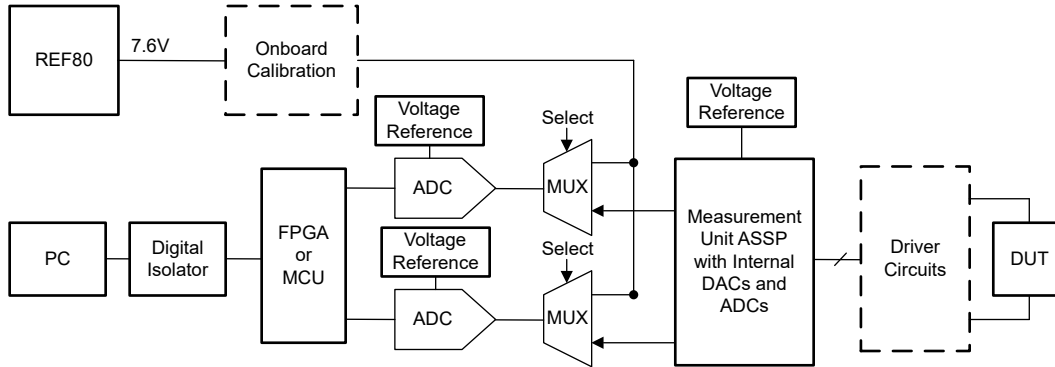 REF80
7.6V
Onboard
Calibration
Voltage
Reference
Select
Voltage
Reference
ADC
MUX
PC
Digital
Isolator
FPGA
or
MCU
Measurement
Unit ASSP
with Internal
DACs and
ADCs
Driver
Circuits
DUT
Voltage
Reference
Select
ADC
MUX